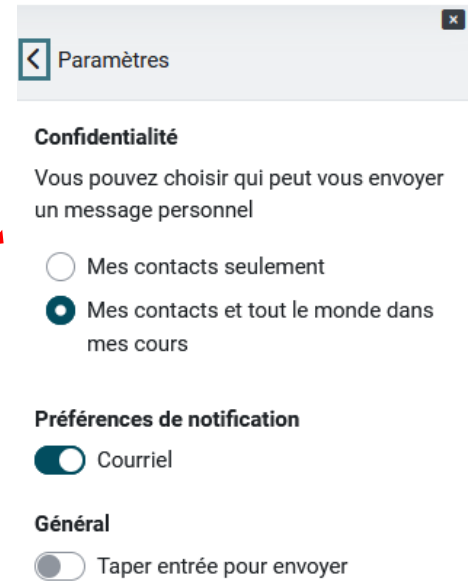 Paramètres
Confidentialité
Vous pouvez choisir qui peut vous envoyer
un message personnel
Mes contacts seulement
Mes contacts et tout le monde dans
mes cours
Préférences de notification
Courriel
Général
Taper entrée pour envoyer